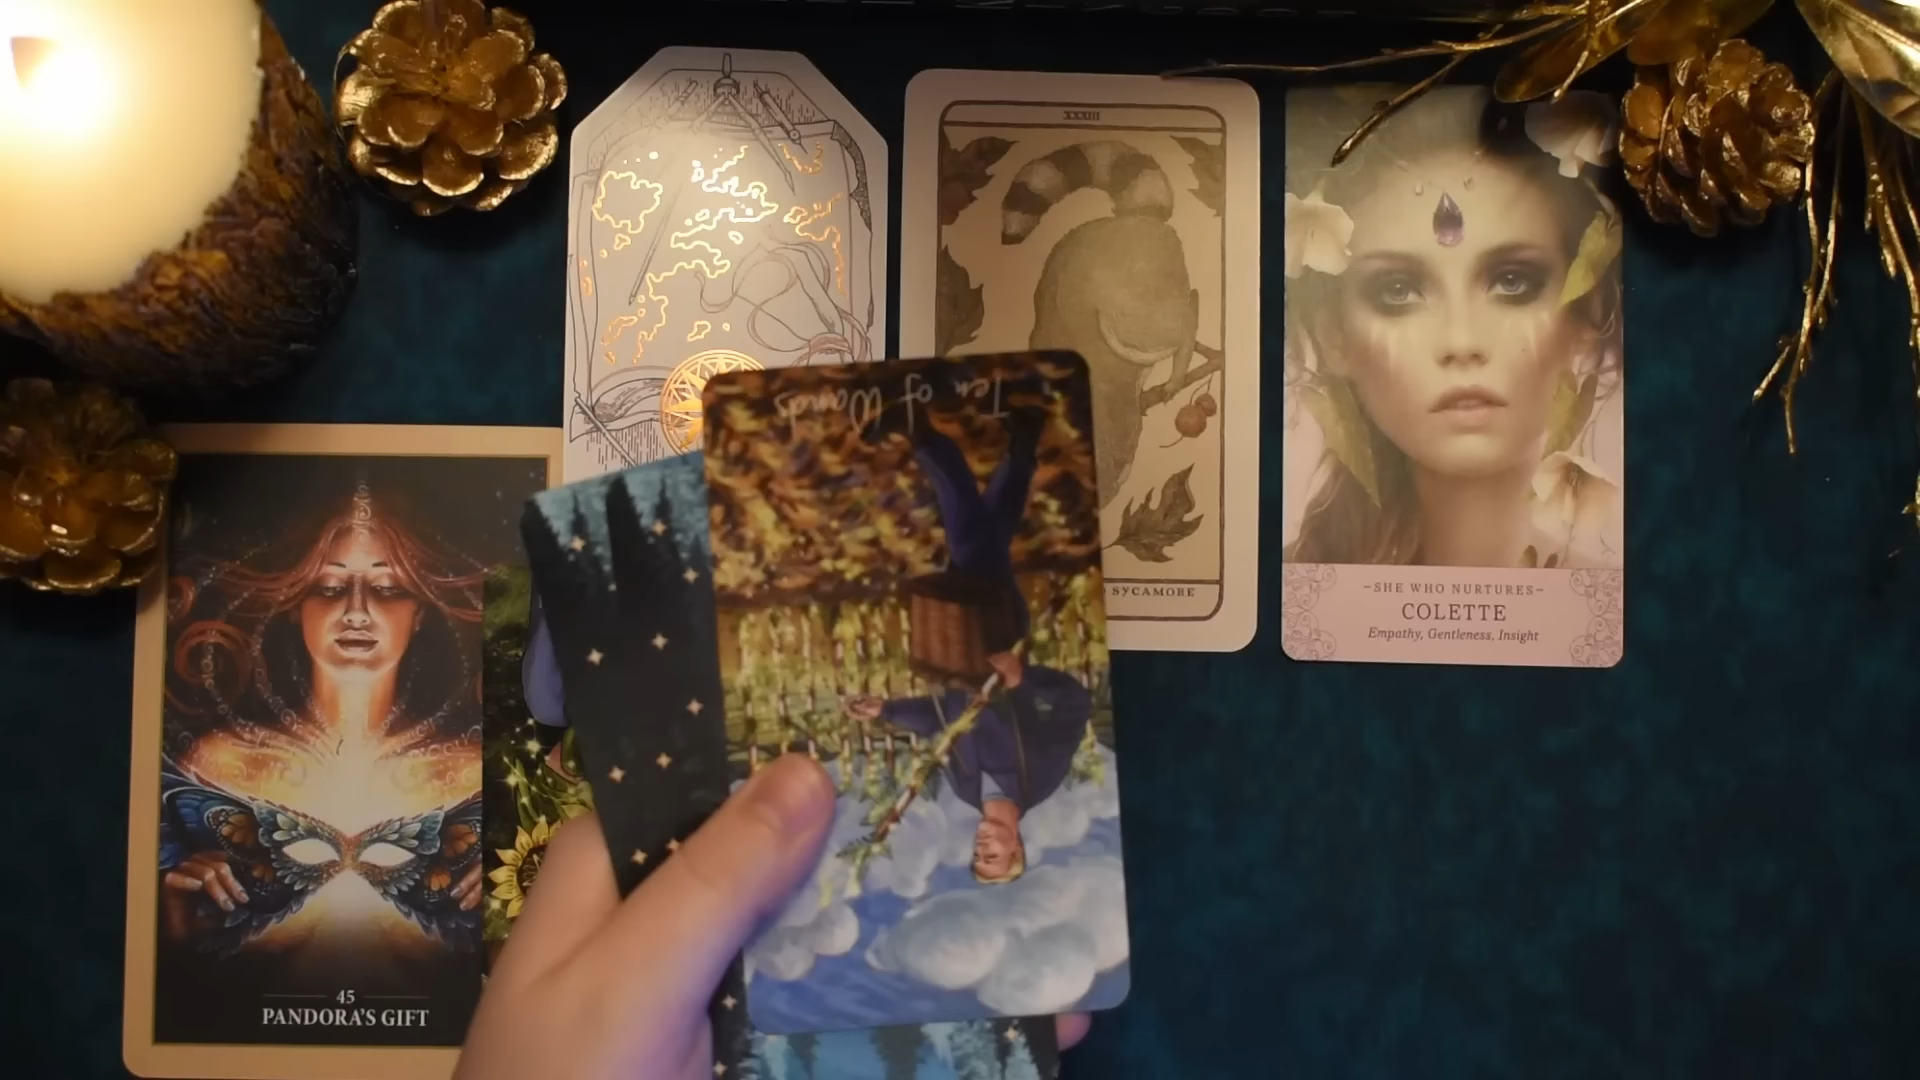 XXXIII
Ten of Wands
SYCAMORE
~SHE WHO NURTURES~
COLETTE
Empathy, Gentleness, Insight
45
PANDORA'S GIFT